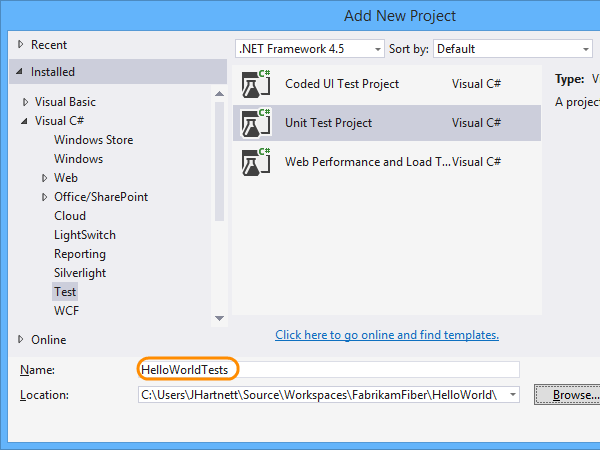 Add New Project
Recent
Installed
Visual Basic
Visual C#
Windows Store
Windows
Web
Office/SharePoint
Cloud
LightSwitch
Reporting
Silverlight
Test
WCF
Online
.NET Framework 4.5 Sort by: Default
C# Coded UI Test Project Visual C#
C# Unit Test Project Visual C#
C# Web Performance and Load T... Visual C#
Type: V
A projec
Click here to go online and find templates.
Name: HelloWorldTests
Location: C:\Users\JHartnett\Source\Workspaces\FabrikamFiber\HelloWorld\ Browse...